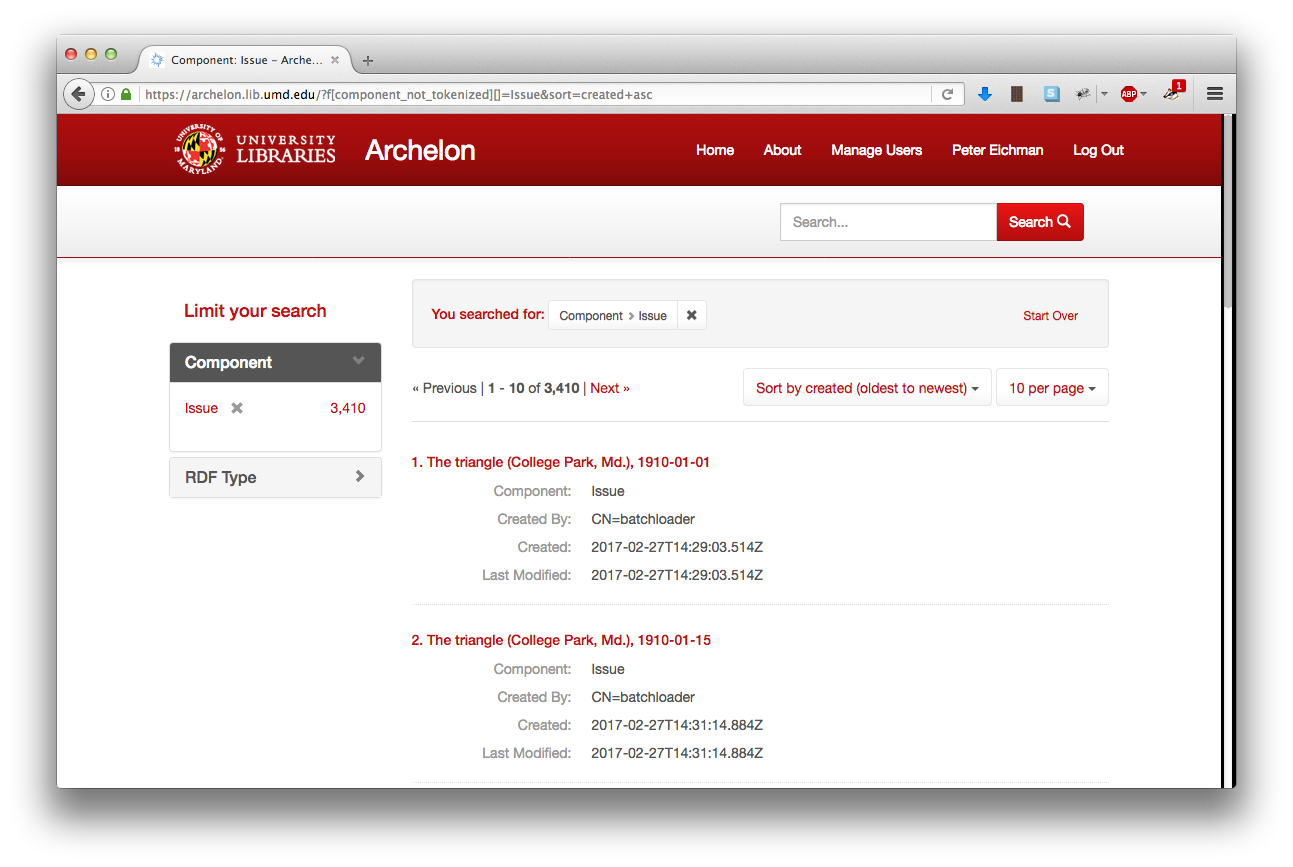 Component: Issue – Arche...
https://archelon.lib.umd.edu/?f[component_not_tokenized][]=Issue&sort=created+asc
S
ABP
1
UNIVERSITY OF MARYLAND
18 56
UNIVERSITY
LIBRARIES
Archelon
Home
About
Manage Users
Peter Eichman
Log Out
Search...
Search
Limit your search
You searched for:
Component > Issue
Start Over
Component
« Previous | 1 - 10 of 3,410 | Next »
Sort by created (oldest to newest)
10 per page
Issue
3,410
RDF Type
1. The triangle (College Park, Md.), 1910-01-01
Component: Issue
Created By: CN=batchloader
Created: 2017-02-27T14:29:03.514Z
Last Modified: 2017-02-27T14:29:03.514Z
2. The triangle (College Park, Md.), 1910-01-15
Component: Issue
Created By: CN=batchloader
Created: 2017-02-27T14:31:14.884Z
Last Modified: 2017-02-27T14:31:14.884Z